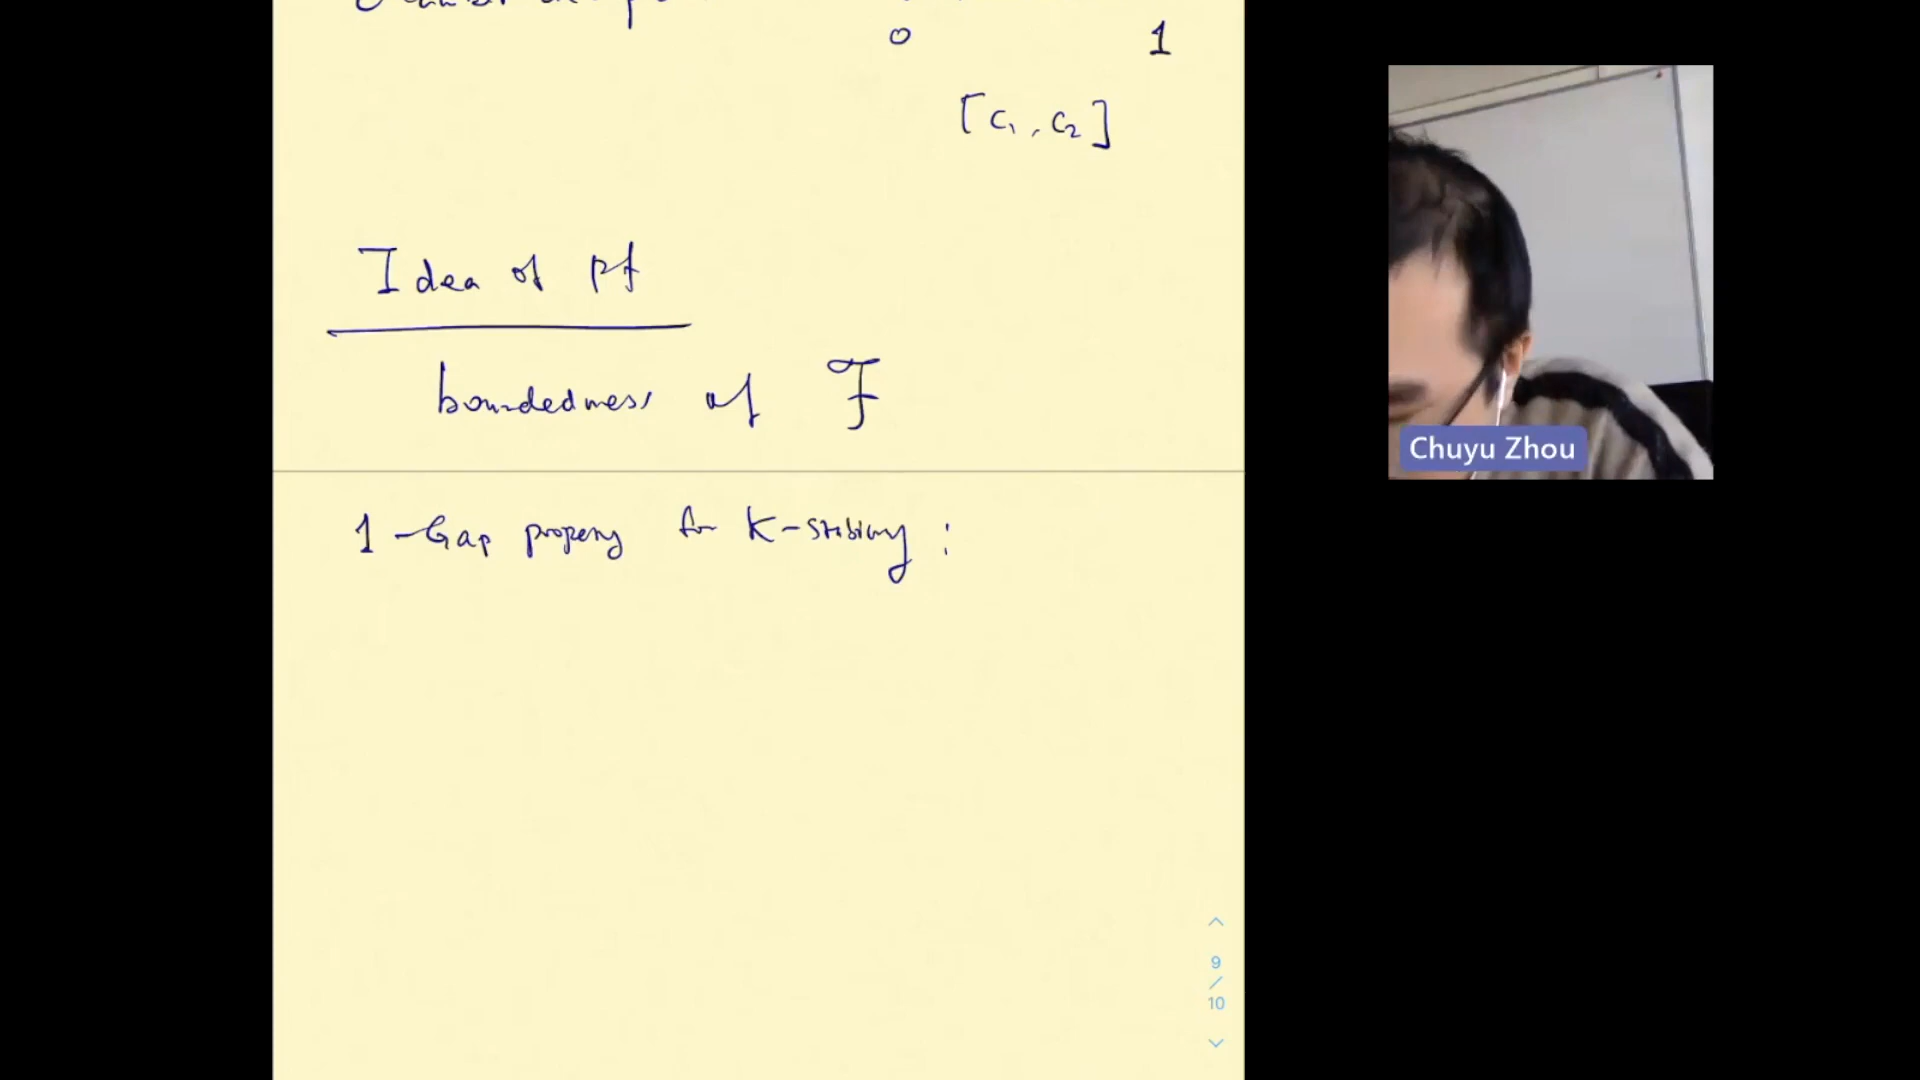 0 1
[c₁, c₂]
Idea of pf
boundedness of F
1 - Gap property for K-stability :
Chuyu Zhou
9
/
10